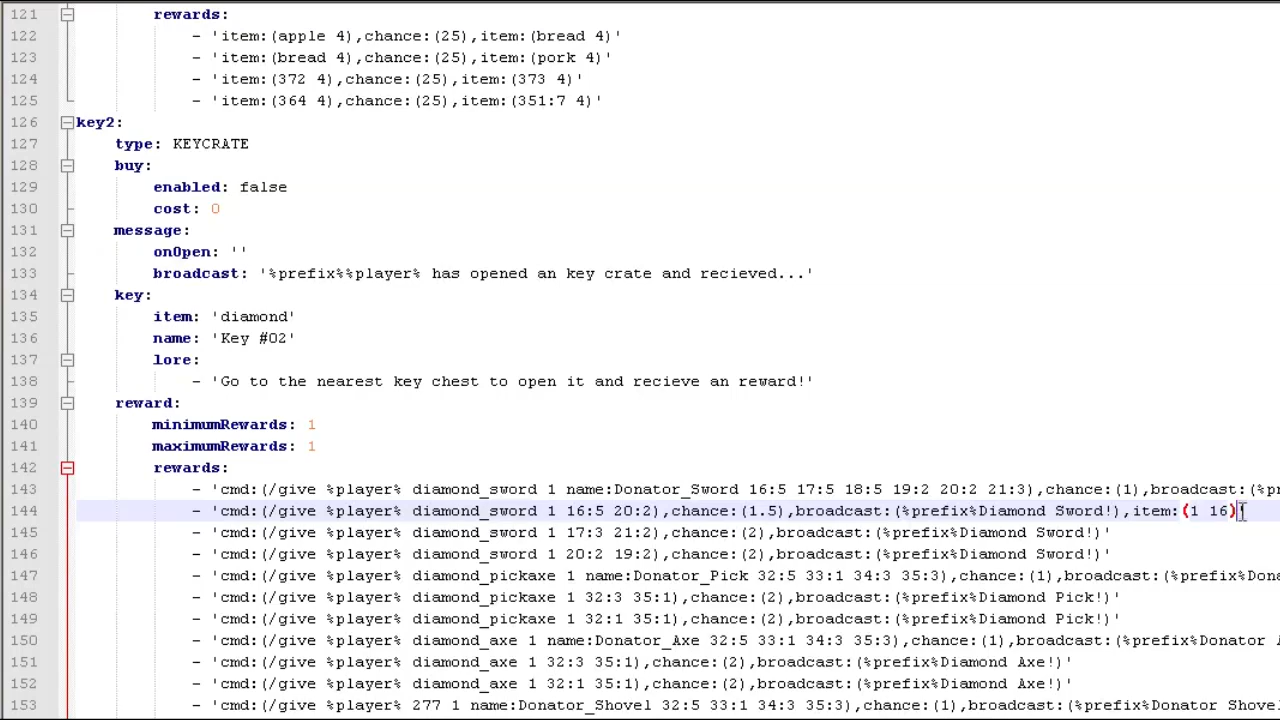 121 rewards:
122 - 'item:(apple 4),chance:(25),item:(bread 4)'
123 - 'item:(bread 4),chance:(25),item:(pork 4)'
124 - 'item:(372 4),chance:(25),item:(373 4)'
125 - 'item:(364 4),chance:(25),item:(351:7 4)'
126 key2:
127 type: KEYCRATE
128 buy:
129 enabled: false
130 cost: 0
131 message:
132 onOpen: ''
133 broadcast: '%prefix%%player% has opened an key crate and recieved...'
134 key:
135 item: 'diamond'
136 name: 'Key #02'
137 lore:
138 - 'Go to the nearest key chest to open it and recieve an reward!'
139 reward:
140 minimumRewards: 1
141 maximumRewards: 1
142 rewards:
143 - 'cmd:(/give %player% diamond_sword 1 name:Donator_Sword 16:5 17:5 18:5 19:2 20:2 21:3),chance:(1),broadcast:(%pr
144 - 'cmd:(/give %player% diamond_sword 1 16:5 20:2),chance:(1.5),broadcast:(%prefix%Diamond Sword!),item:(1 16)'
145 - 'cmd:(/give %player% diamond_sword 1 17:3 21:2),chance:(2),broadcast:(%prefix%Diamond Sword!)'
146 - 'cmd:(/give %player% diamond_sword 1 20:2 19:2),chance:(2),broadcast:(%prefix%Diamond Sword!)'
147 - 'cmd:(/give %player% diamond_pickaxe 1 name:Donator_Pick 32:5 33:1 34:3 35:3),chance:(1),broadcast:(%prefix%Dona
148 - 'cmd:(/give %player% diamond_pickaxe 1 32:3 35:1),chance:(2),broadcast:(%prefix%Diamond Pick!)'
149 - 'cmd:(/give %player% diamond_pickaxe 1 32:1 35:1),chance:(2),broadcast:(%prefix%Diamond Pick!)'
150 - 'cmd:(/give %player% diamond_axe 1 name:Donator_Axe 32:5 33:1 34:3 35:3),chance:(1),broadcast:(%prefix%Donator A
151 - 'cmd:(/give %player% diamond_axe 1 32:3 35:1),chance:(2),broadcast:(%prefix%Diamond Axe!)'
152 - 'cmd:(/give %player% diamond_axe 1 32:1 35:1),chance:(2),broadcast:(%prefix%Diamond Axe!)'
153 - 'cmd:(/give %player% 277 1 name:Donator_Shovel 32:5 33:1 34:3 35:3),chance:(1),broadcast:(%prefix%Donator Shove